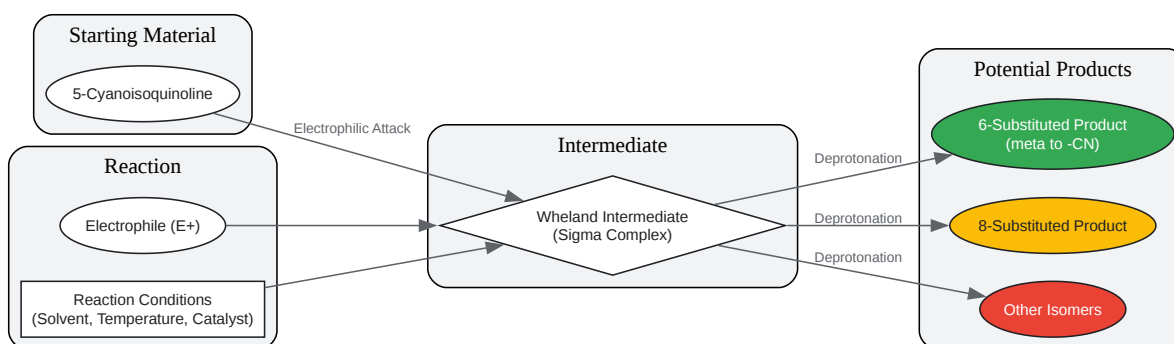 Starting Material
5-Cyanoisoquinoline
Electrophilic Attack
Reaction
Electrophile (E+)
Reaction Conditions
(Solvent, Temperature, Catalyst)
Intermediate
Wheland Intermediate
(Sigma Complex)
Deprotonation
Deprotonation
Deprotonation
Potential Products
6-Substituted Product
(meta to -CN)
8-Substituted Product
Other Isomers